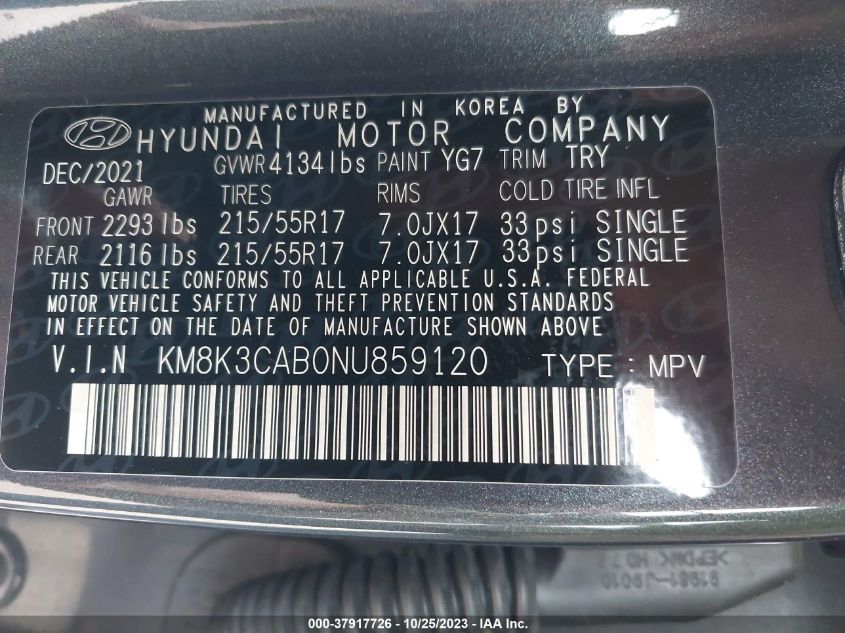 MANUFACTURED IN KOREA BY
HYUNDAI MOTOR COMPANY
DEC/2021 GVWR 4134lbs PAINT YG7 TRIM TRY
GAWR TIRES RIMS COLD TIRE INFL
FRONT 2293lbs 215/55R17 7.0JX17 33psi SINGLE
REAR 2116lbs 215/55R17 7.0JX17 33psi SINGLE
THIS VEHICLE CONFORMS TO ALL APPLICABLE U.S.A. FEDERAL
MOTOR VEHICLE SAFETY AND THEFT PREVENTION STANDARDS
IN EFFECT ON THE DATE OF MANUFACTURE SHOWN ABOVE
V.I.N KM8K3CAB0NU859120 TYPE: MPV
91981-J9010
000-37917726 - 10/25/2023 - IAA Inc.